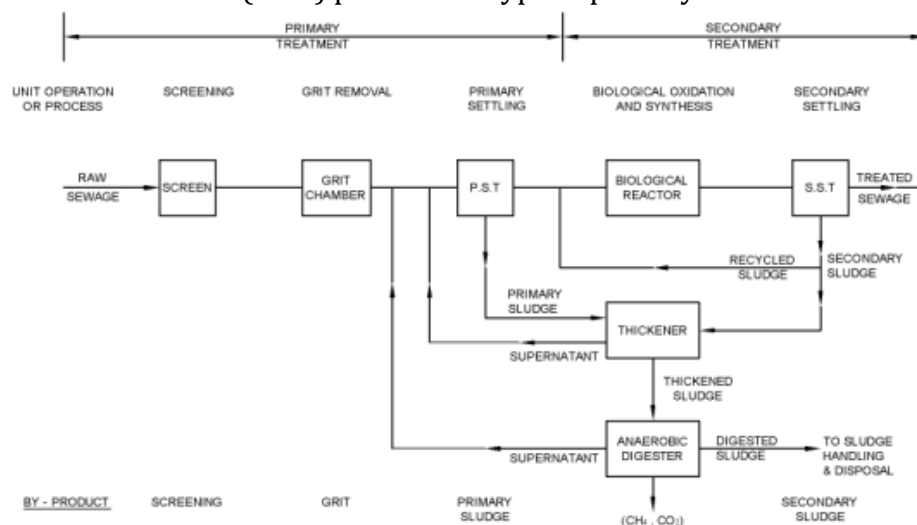 PRIMARY
TREATMENT
SECONDARY
TREATMENT
UNIT OPERATION
OR PROCESS
SCREENING
GRIT REMOVAL
PRIMARY
SETTLING
BIOLOGICAL OXIDATION
AND SYNTHESIS
SECONDARY
SETTLING
RAW
SEWAGE
SCREEN
GRIT
CHAMBER
P.S.T
BIOLOGICAL
REACTOR
S.S.T
TREATED
SEWAGE
RECYCLED
SLUDGE
SECONDARY
SLUDGE
PRIMARY
SLUDGE
THICKENER
SUPERNATANT
THICKENED
SLUDGE
ANAEROBIC
DIGESTER
SUPERNATANT
DIGESTED
SLUDGE
TO SLUDGE
HANDLING
& DISPOSAL
BY - PRODUCT
SCREENING
GRIT
PRIMARY
SLUDGE
(CH₄ , CO₂)
SECONDARY
SLUDGE